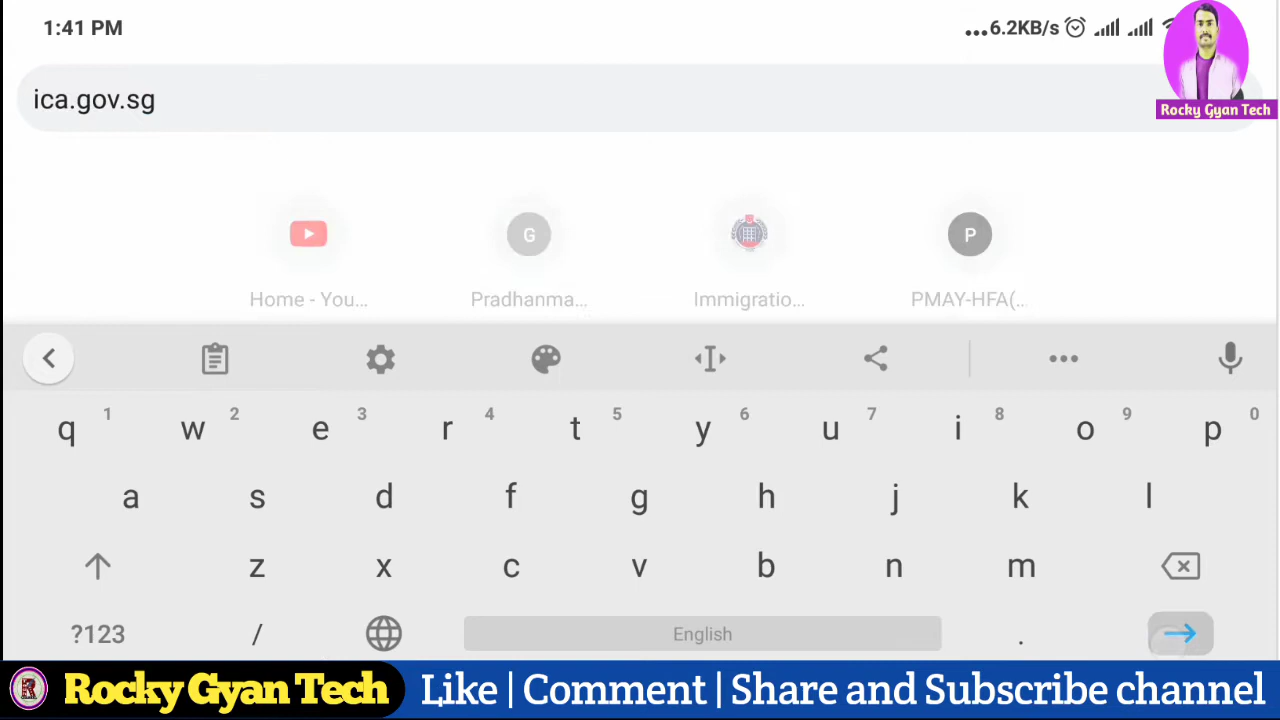 1:41 PM
...6.2KB/s
Rocky Gyan Tech
ica.gov.sg
G
P
Home - You...
Pradhanma...
Immigratio...
PMAY-HFA(...
1 2 3 4 5 6 7 8 9 0
q w e r t y u i o p
a s d f g h j k l
z x c v b n m
?123 / English .
R Rocky Gyan Tech Like | Comment | Share and Subscribe channel